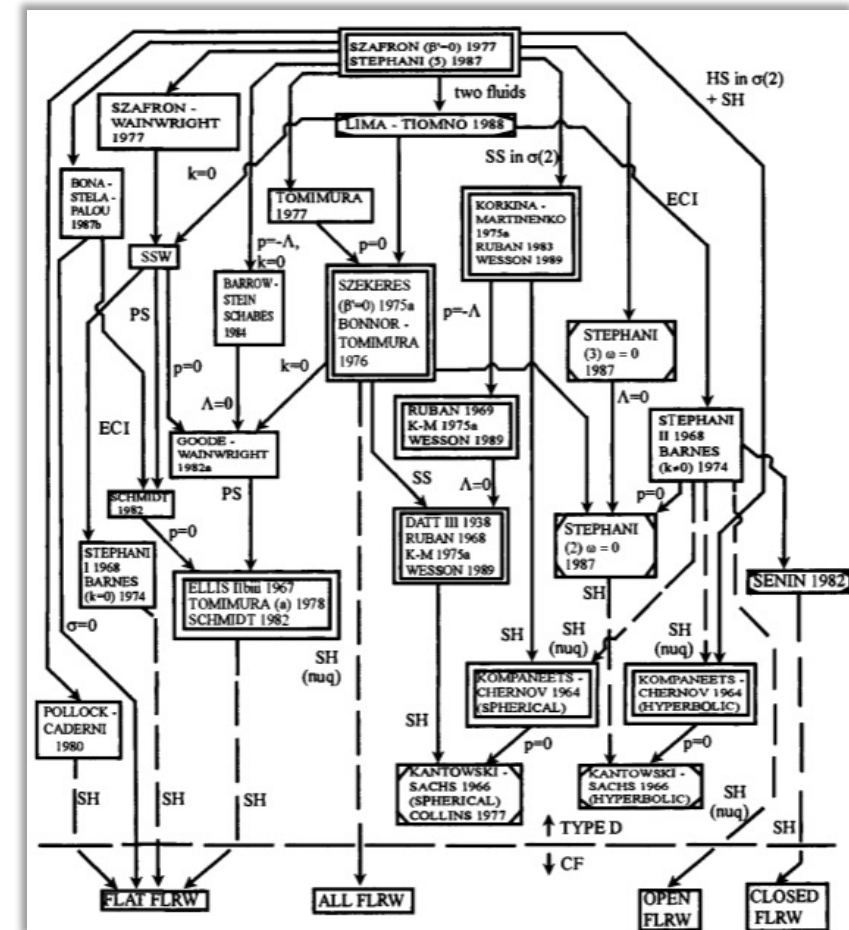 SZAFRON (β'=0) 1977
STEPHANI (5) 1987
HS in σ(2)
+ SH
two fluids
SZAFRON -
WAINWRIGHT
1977
LIMA - TIOMNO 1988
SS in σ(2)
BONA -
STELA -
PALOU
1987b
k=0
TOMIMURA
1977
KORKINA -
MARTINENKO
1975a
RUBAN 1983
WESSON 1989
ECI
SSW
p=-Λ,
k=0
p=0
BARROW -
STEIN
SCHABES
1984
SZEKERES
(β'=0) 1975a
BONNOR -
TOMIMURA
1976
p=-Λ
PS
p=0
k=0
STEPHANI
(3) ω = 0
1987
Λ=0
Λ=0
ECI
RUBAN 1969
K-M 1975a
WESSON 1989
STEPHANI
II 1968
BARNES
(k≠0) 1974
GOODE -
WAINWRIGHT
1982a
SS
Λ=0
PS
p=0
SCHMIDT
1982
p=0
DATT III 1938
RUBAN 1968
K-M 1975a
WESSON 1989
STEPHANI
(2) ω = 0
1987
STEPHANI
I 1968
BARNES
(k=0) 1974
ELLIS IIbiii 1967
TOMIMURA (a) 1978
SCHMIDT 1982
SH
SENIN 1982
σ=0
SH
(nuq)
SH
(nuq)
SH
(nuq)
KOMPANEETS -
CHERNOV 1964
(SPHERICAL)
KOMPANEETS -
CHERNOV 1964
(HYPERBOLIC)
POLLOCK -
CADERNI
1980
SH
p=0
p=0
KANTOWSKI -
SACHS 1966
(SPHERICAL)
COLLINS 1977
KANTOWSKI -
SACHS 1966
(HYPERBOLIC)
SH
SH
SH
SH
(nuq)
SH
TYPE D
CF
FLAT FLRW
ALL FLRW
OPEN
FLRW
CLOSED
FLRW